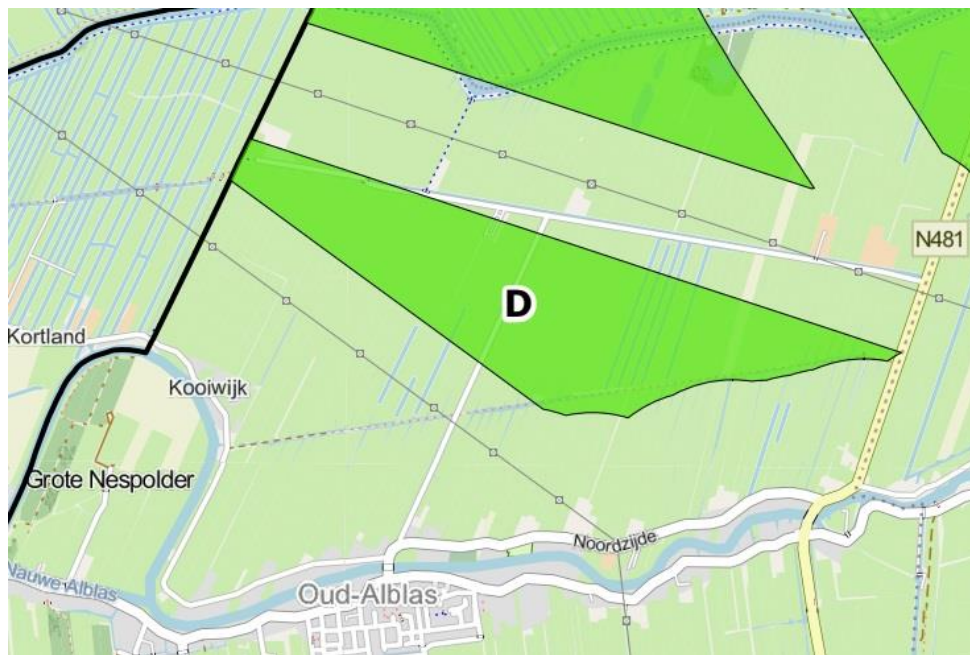 N481
D
Kortland
Kooiwijk
Grote Nespolder
Noordzijde
Nauwe Alblas
Oud-Alblas